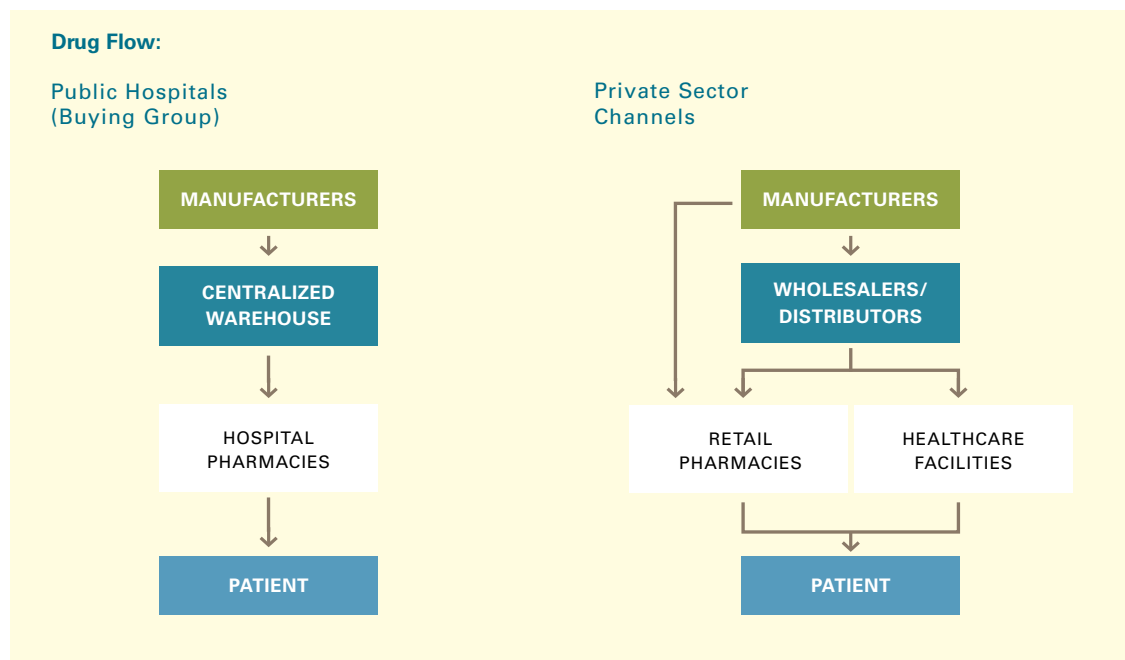 Drug Flow:
Public Hospitals
(Buying Group)
MANUFACTURERS
CENTRALIZED
WAREHOUSE
HOSPITAL
PHARMACIES
PATIENT
Private Sector
Channels
MANUFACTURERS
WHOLESALERS/
DISTRIBUTORS
RETAIL
PHARMACIES
HEALTHCARE
FACILITIES
PATIENT